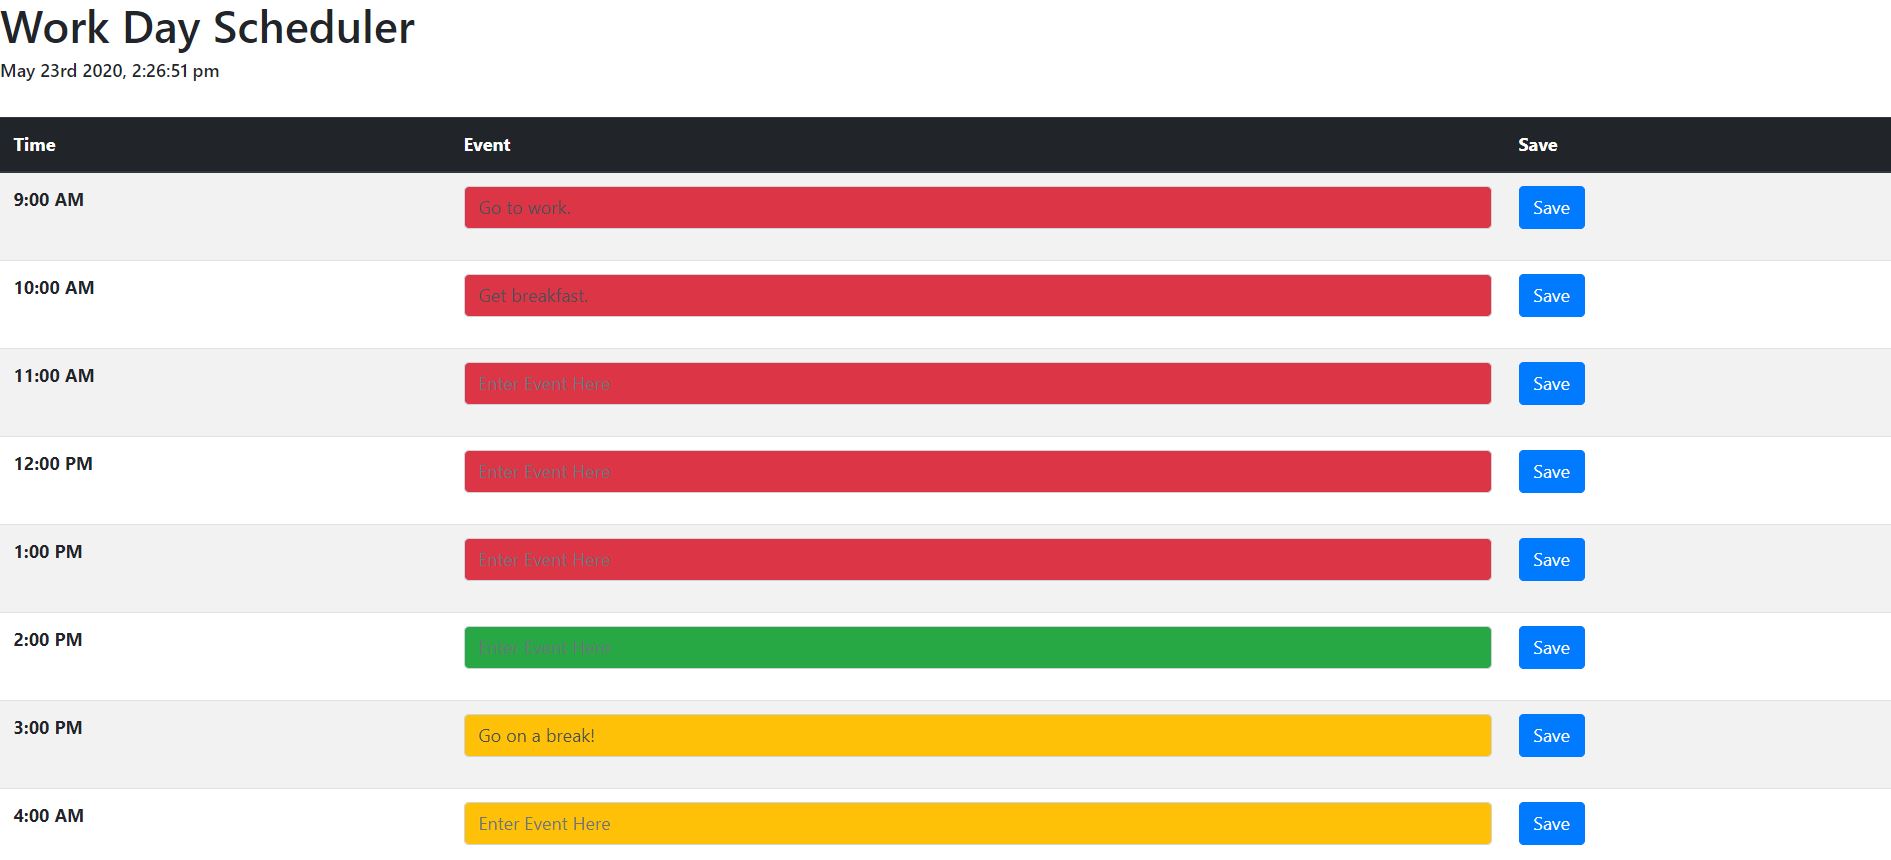 Work Day Scheduler
May 23rd 2020, 2:26:51 pm
Time Event Save
9:00 AM Go to work. Save
10:00 AM Get breakfast. Save
11:00 AM Enter Event Here Save
12:00 PM Enter Event Here Save
1:00 PM Enter Event Here Save
2:00 PM Enter Event Here Save
3:00 PM Go on a break! Save
4:00 AM Enter Event Here Save